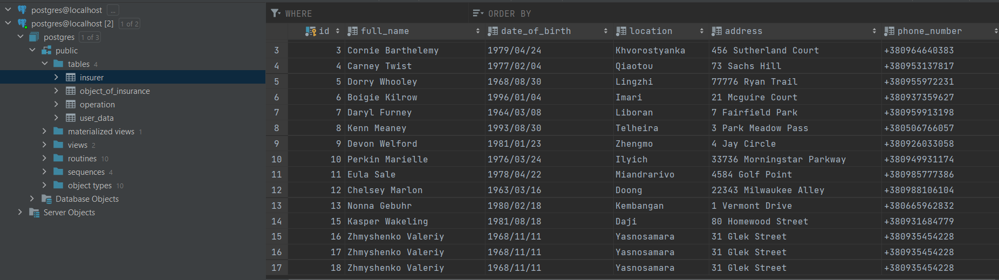 postgres@localhost ...
postgres@localhost [2] 1 of 2
postgres 1 of 3
public
tables 4
insurer
object_of_insurance
operation
user_data
materialized views 1
views 2
routines 10
sequences 4
object types 10
Database Objects
Server Objects
WHERE ORDER BY
id full_name date_of_birth location address phone_number
3 3 Cornie Barthelemy 1979/04/24 Khvorostyanka 456 Sutherland Court +380964640383
4 4 Carney Twist 1977/02/04 Qiaotou 73 Sachs Hill +380953137817
5 5 Dorry Whooley 1968/08/30 Lingzhi 77776 Ryan Trail +380955972231
6 6 Boigie Kilrow 1996/01/04 Imari 21 Mcguire Court +380937359627
7 7 Daryl Furney 1964/03/08 Liboran 7 Fairfield Park +380959913198
8 8 Kenn Meaney 1993/08/30 Telheira 3 Park Meadow Pass +380506766057
9 9 Devon Welford 1981/01/23 Zhengmo 4 Jay Circle +380926033058
10 10 Perkin Marielle 1976/03/24 Ilyich 33736 Morningstar Parkway +380949931174
11 11 Eula Sale 1978/04/22 Miandrarivo 4584 Golf Point +380985777386
12 12 Chelsey Marlon 1963/03/16 Doong 22343 Milwaukee Alley +380988106104
13 13 Nonna Gebuhr 1980/02/18 Kembangan 1 Vermont Drive +380665962832
14 15 Kasper Wakeling 1981/08/18 Daji 80 Homewood Street +380931684779
15 16 Zhmyshenko Valeriy 1968/11/11 Yasnosamara 31 Glek Street +380935454228
16 17 Zhmyshenko Valeriy 1968/11/11 Yasnosamara 31 Glek Street +380935454228
17 18 Zhmyshenko Valeriy 1968/11/11 Yasnosamara 31 Glek Street +380935454228